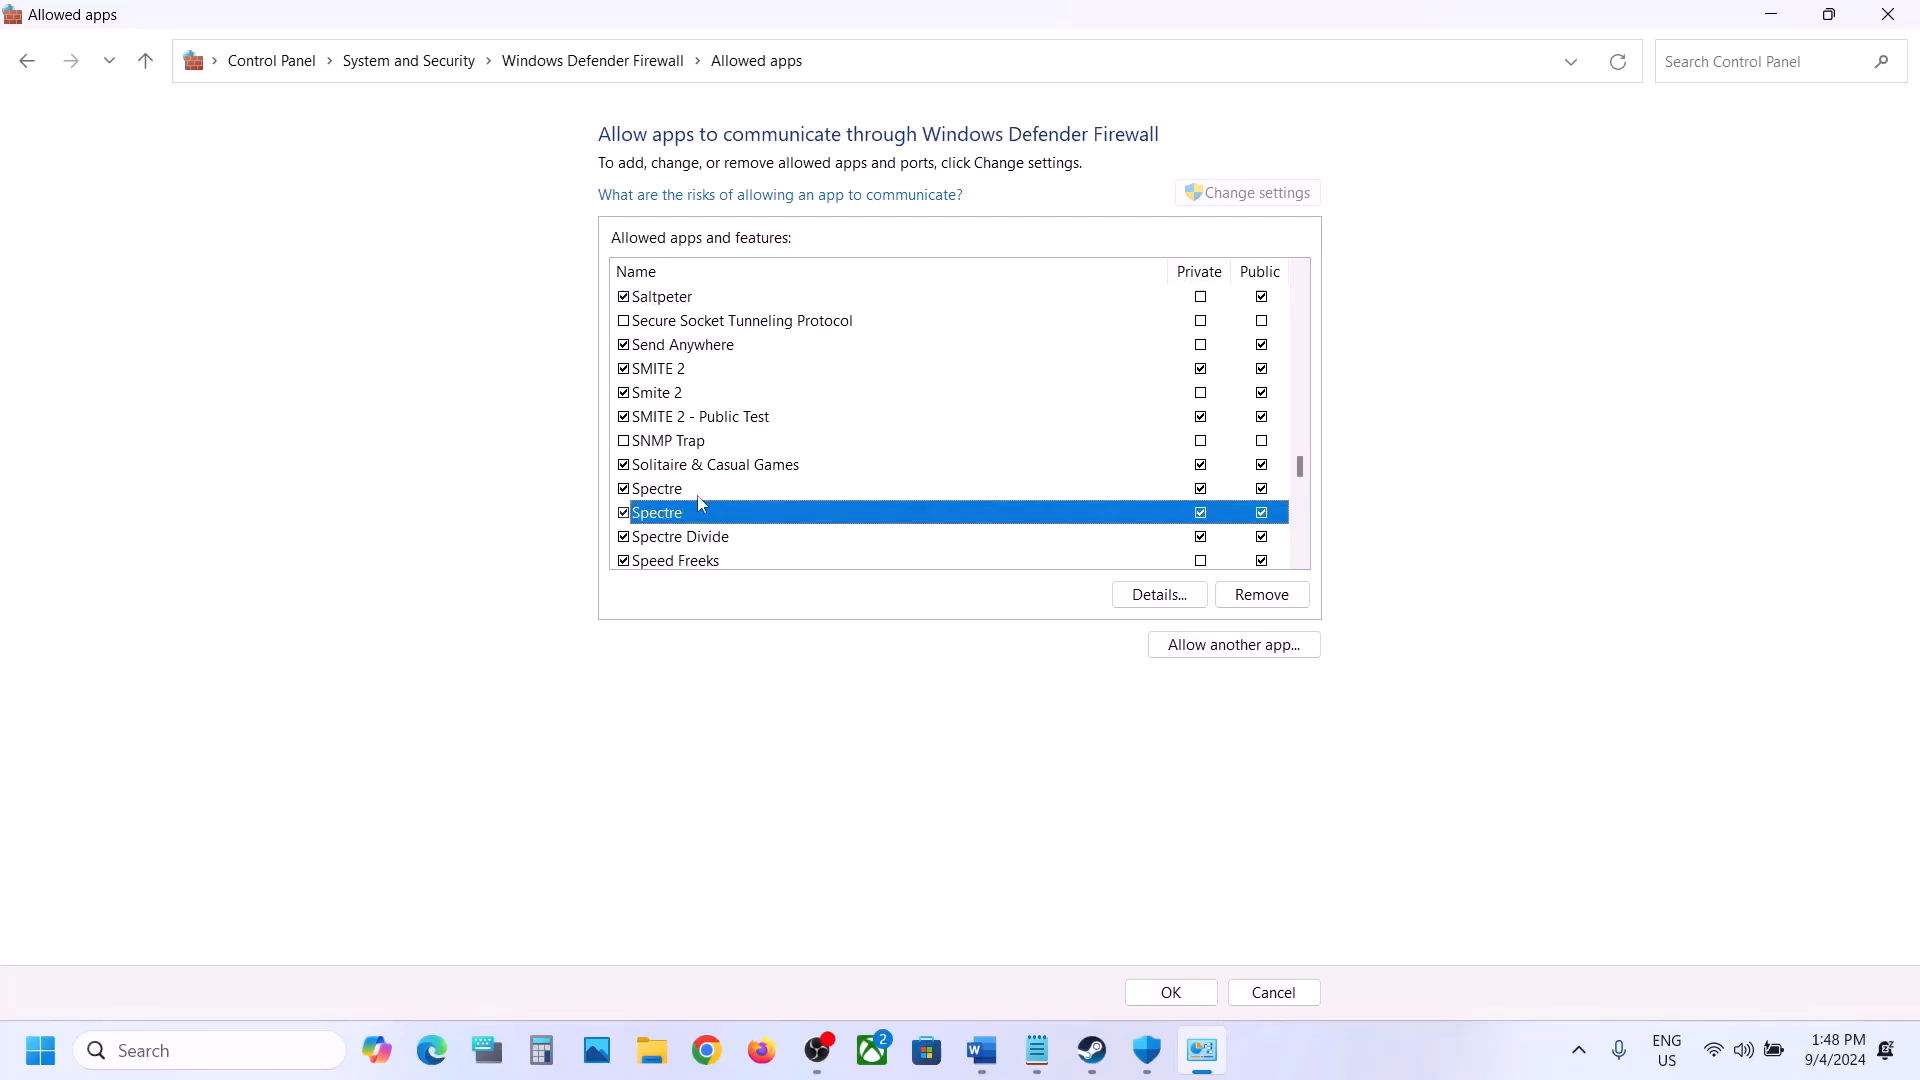 Allowed apps
Control Panel > System and Security > Windows Defender Firewall > Allowed apps
Search Control Panel
Allow apps to communicate through Windows Defender Firewall
To add, change, or remove allowed apps and ports, click Change settings.
What are the risks of allowing an app to communicate?
Change settings
Allowed apps and features:
Name Private Public
Saltpeter
Secure Socket Tunneling Protocol
Send Anywhere
SMITE 2
Smite 2
SMITE 2 - Public Test
SNMP Trap
Solitaire & Casual Games
Spectre
Spectre
Spectre Divide
Speed Freeks
Details... Remove
Allow another app...
OK Cancel
Search
2
W
ENG
US
1:48 PM
9/4/2024